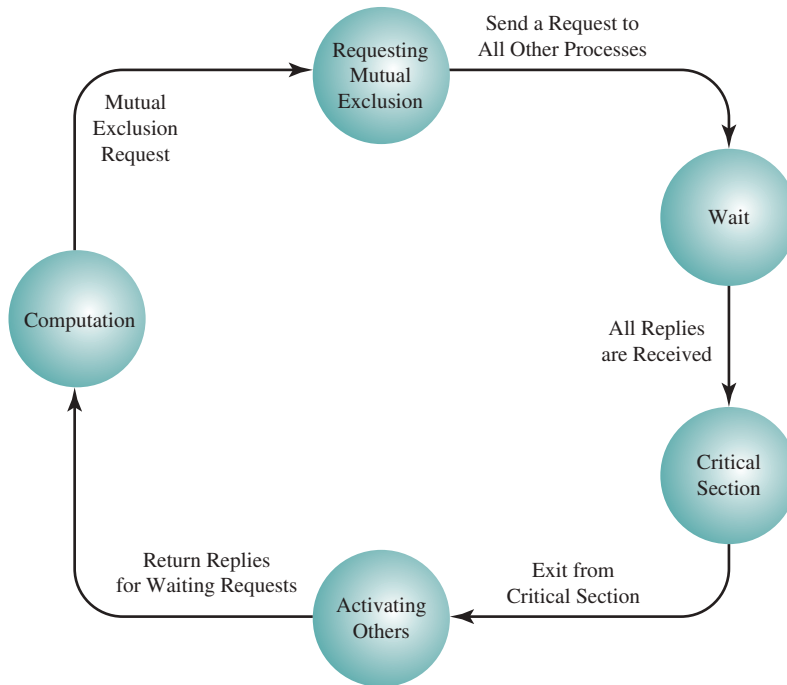 Send a Request to
All Other Processes
Requesting
Mutual
Exclusion
Mutual
Exclusion
Request
Wait
Computation
All Replies
are Received
Critical
Section
Return Replies
for Waiting Requests
Exit from
Critical Section
Activating
Others